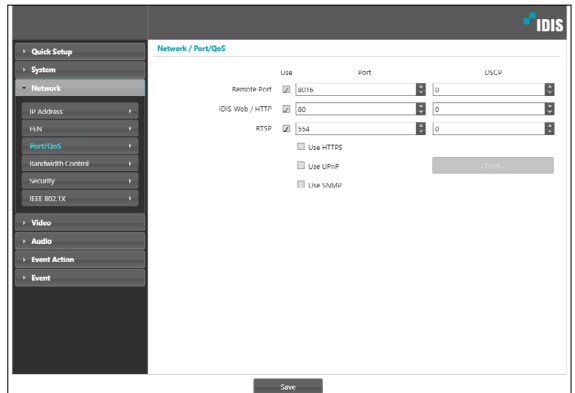 IDIS
Quick Setup
System
Network
IP Address
FEN
Port/QoS
Bandwidth Control
Security
IEEE 802.1X
Video
Audio
Event Action
Event
Network / Port/QoS
Use Port DSCP
Remote Port 8016 0
IDIS Web / HTTP 80 0
RTSP 554 0
Use HTTPS
Use UPnP Check...
Use SNMP
Save